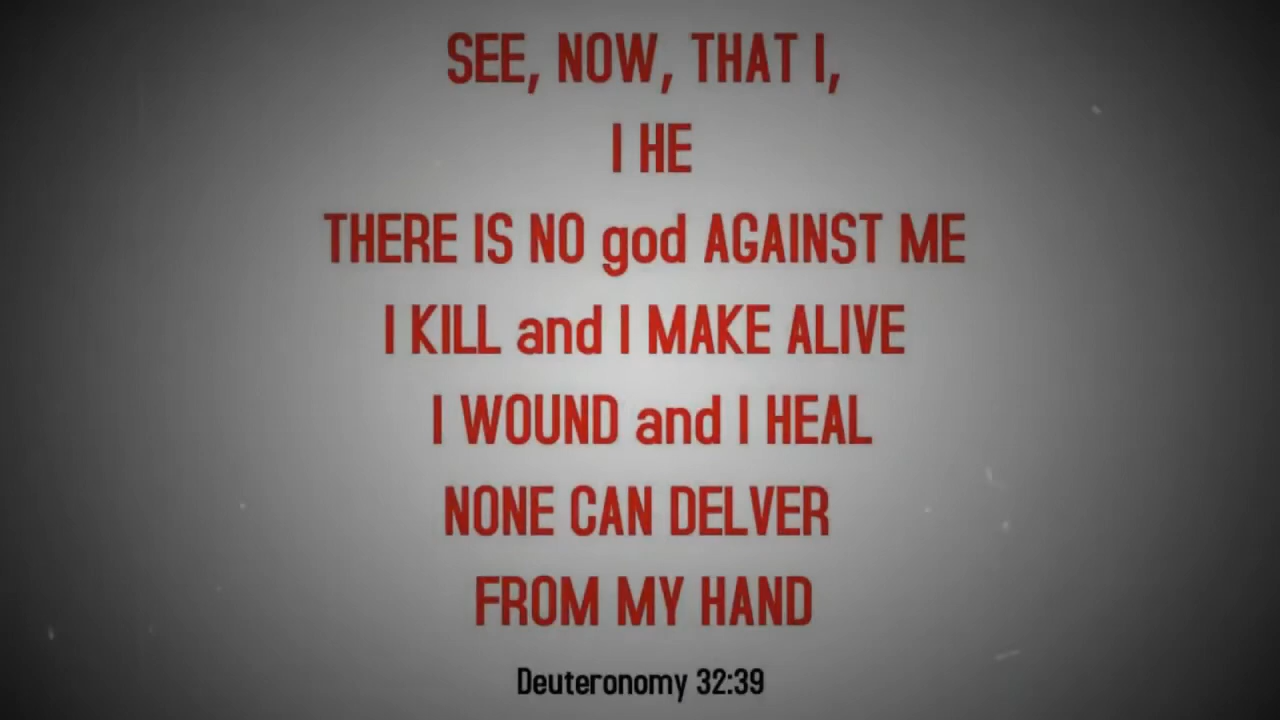 SEE, NOW, THAT I,
I HE
THERE IS NO god AGAINST ME
I KILL and I MAKE ALIVE
I WOUND and I HEAL
NONE CAN DELVER
FROM MY HAND
Deuteronomy 32:39